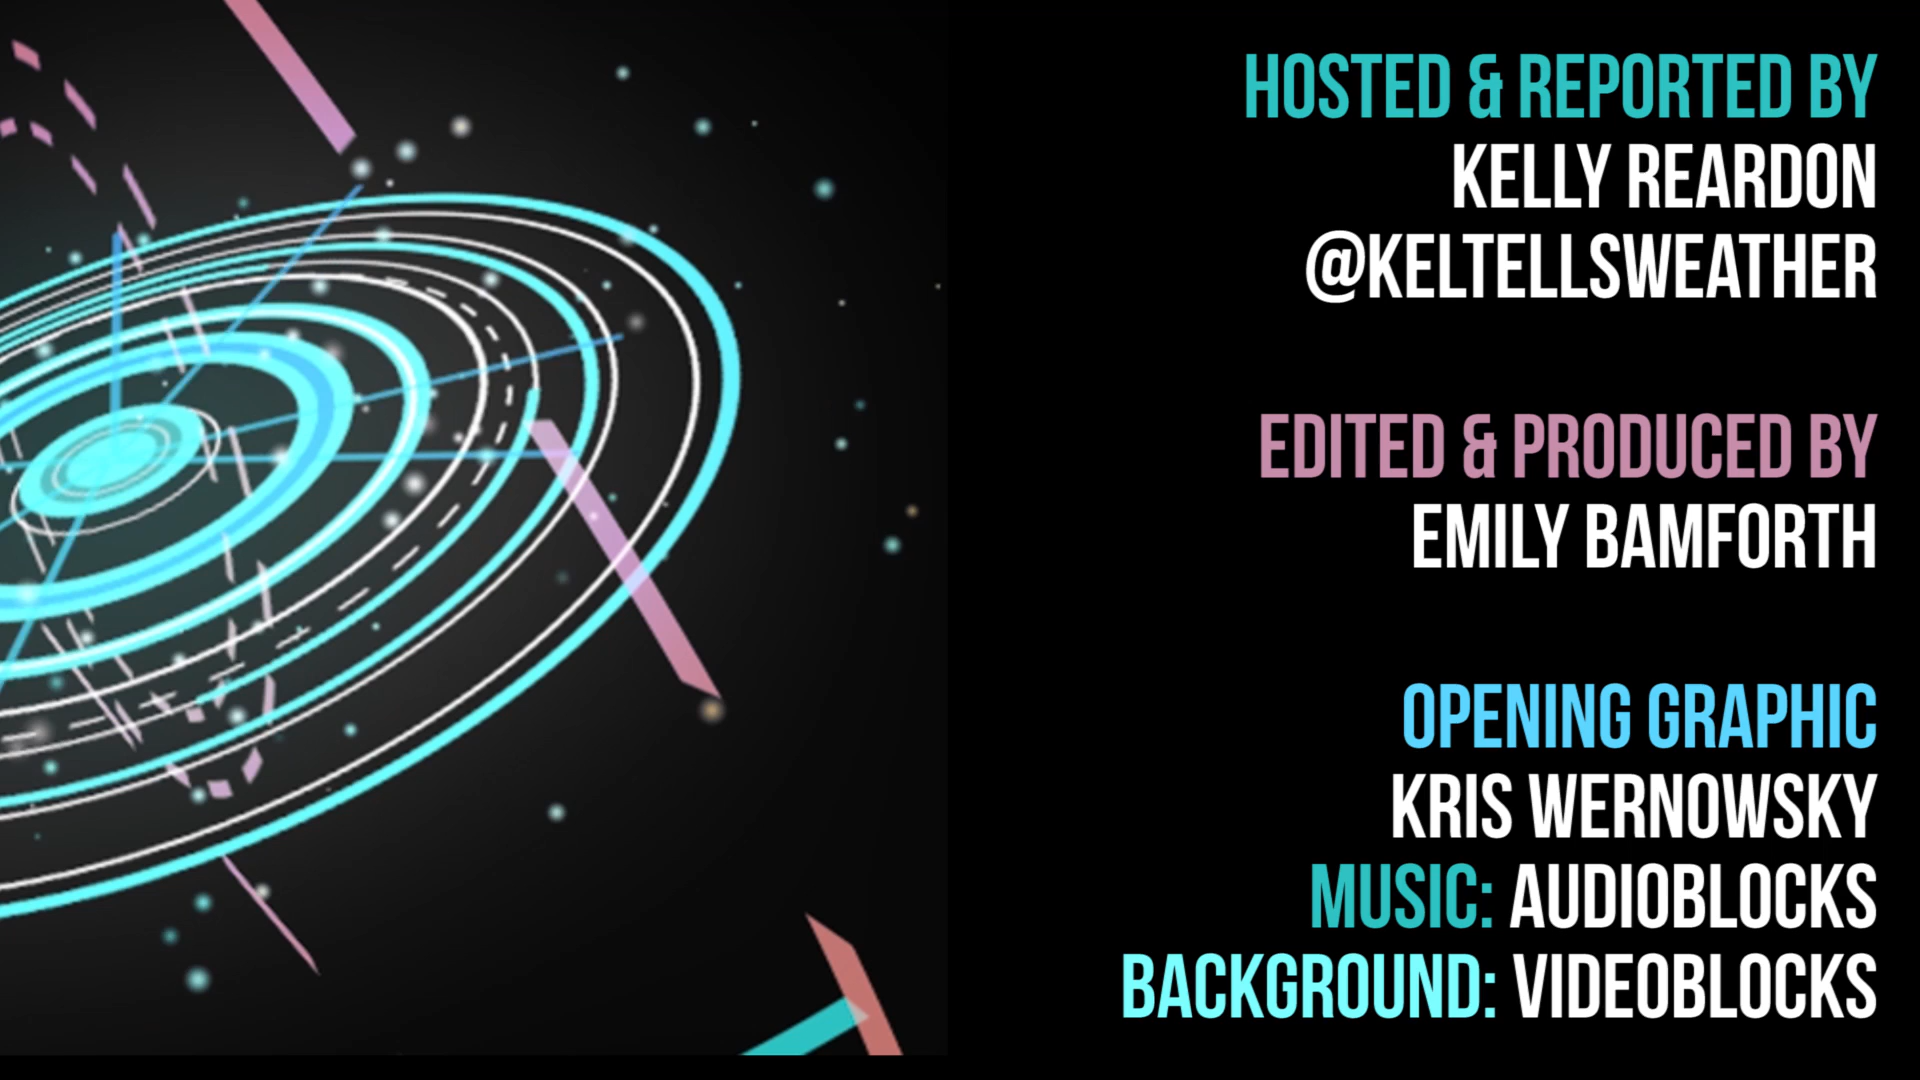 HOSTED & REPORTED BY
KELLY REARDON
@KELTELLSWEATHER
EDITED & PRODUCED BY
EMILY BAMFORTH
OPENING GRAPHIC
KRIS WERNOWSKY
MUSIC: AUDIOBLOCKS
BACKGROUND: VIDEOBLOCKS